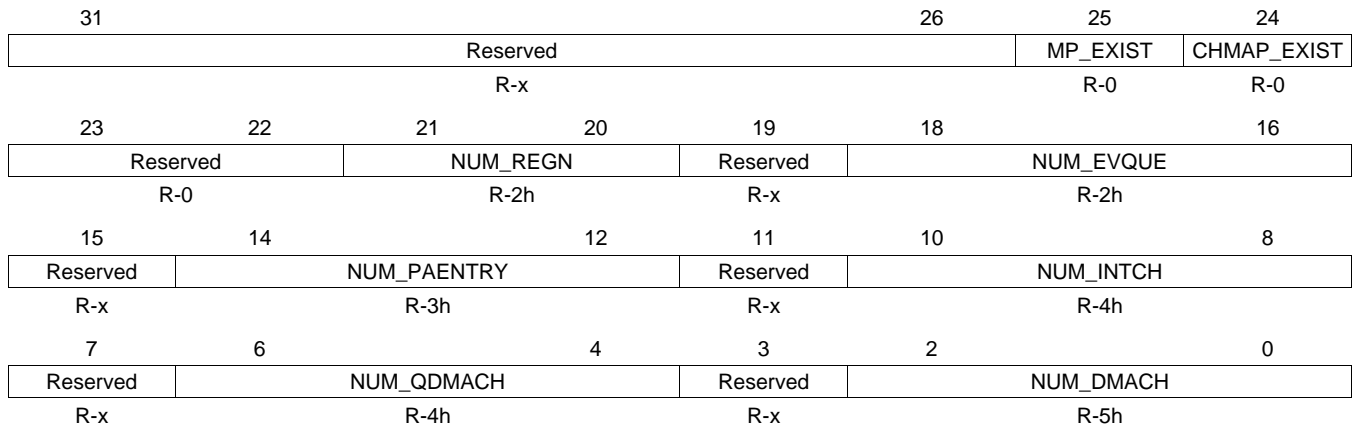 31 26 25 24
Reserved MP_EXIST CHMAP_EXIST
R-x R-0 R-0
23 22 21 20 19 18 16
Reserved NUM_REGN Reserved NUM_EVQUE
R-0 R-2h R-x R-2h
15 14 12 11 10 8
Reserved NUM_PAENTRY Reserved NUM_INTCH
R-x R-3h R-x R-4h
7 6 4 3 2 0
Reserved NUM_QDMACH Reserved NUM_DMACH
R-x R-4h R-x R-5h